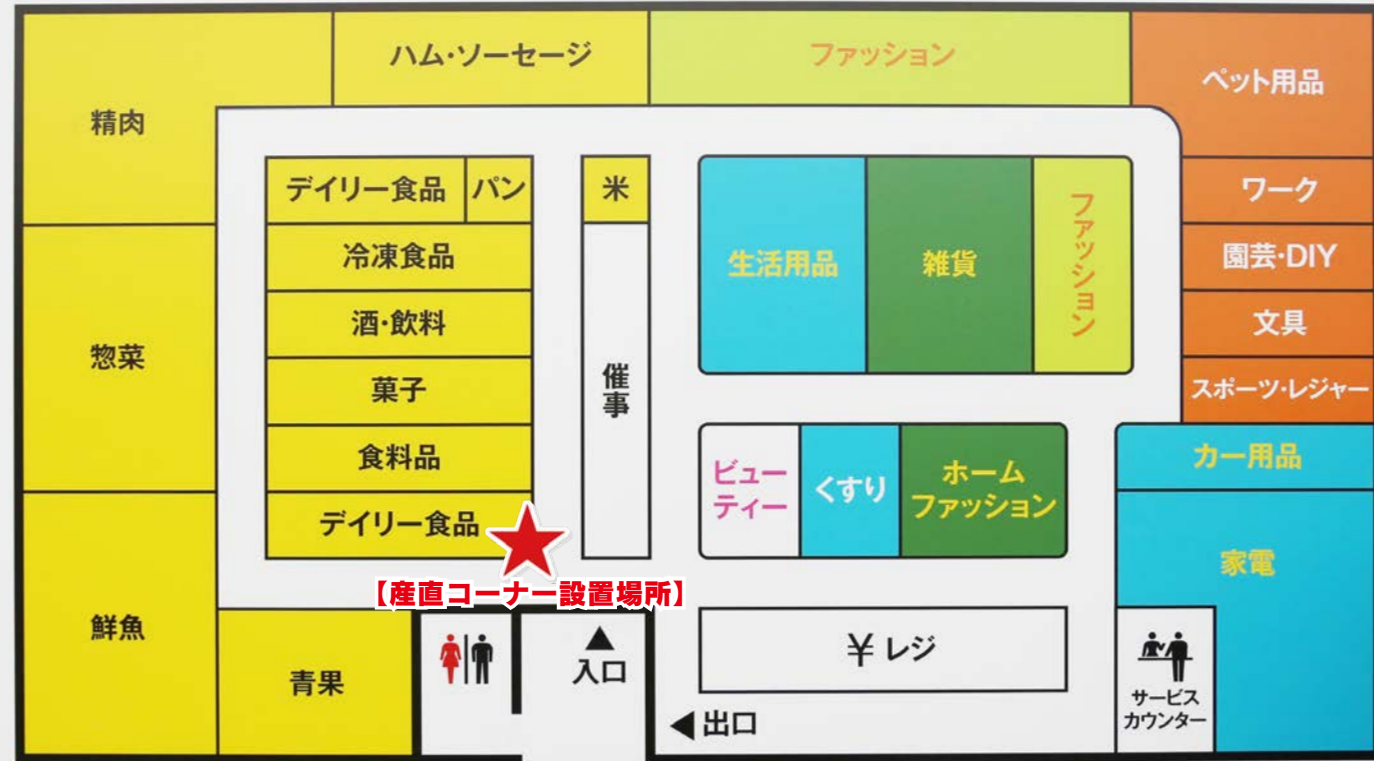 精肉
ハム・ソーセージ
ファッション
ペット用品
デイリー食品
パン
米
生活用品
雑貨
ファッション
ワーク
冷凍食品
園芸・DIY
酒・飲料
文具
惣菜
菓子
催事
スポーツ・レジャー
食料品
ビュー
ティー
くすり
ホーム
ファッション
カー用品
デイリー食品
家電
【産直コーナー設置場所】
鮮魚
青果
▲
入口
¥ レジ
サービス
カウンター
◀出口